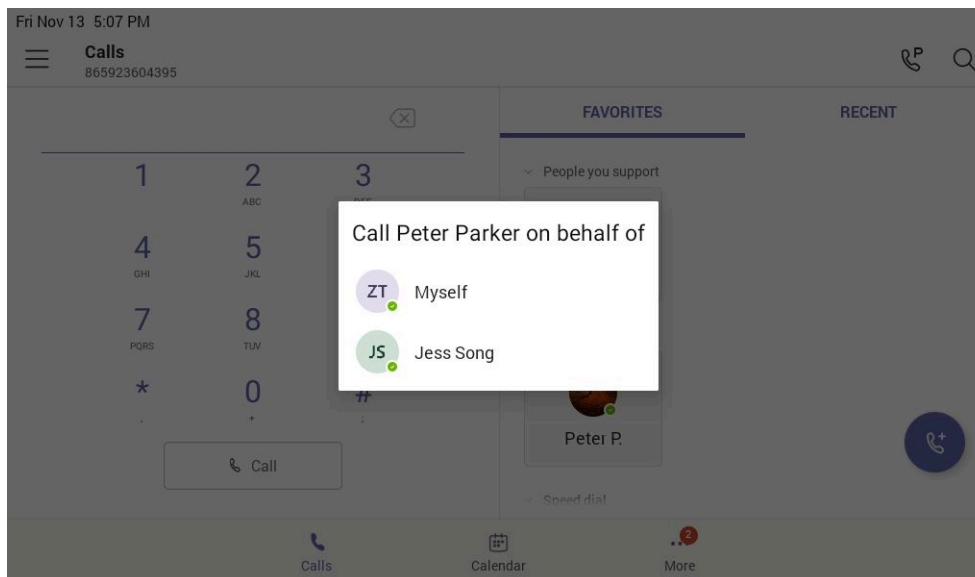 Fri Nov 13 5:07 PM
Calls
865923604395
FAVORITES
RECENT
1
2
ABC
3
People you support
Call Peter Parker on behalf of
ZT Myself
JS Jess Song
4
GHI
5
JKL
7
PQRS
8
TUV
*
,
0
+
#
;
Call
Peter P.
Speed dial
Calls
Calendar
2
More